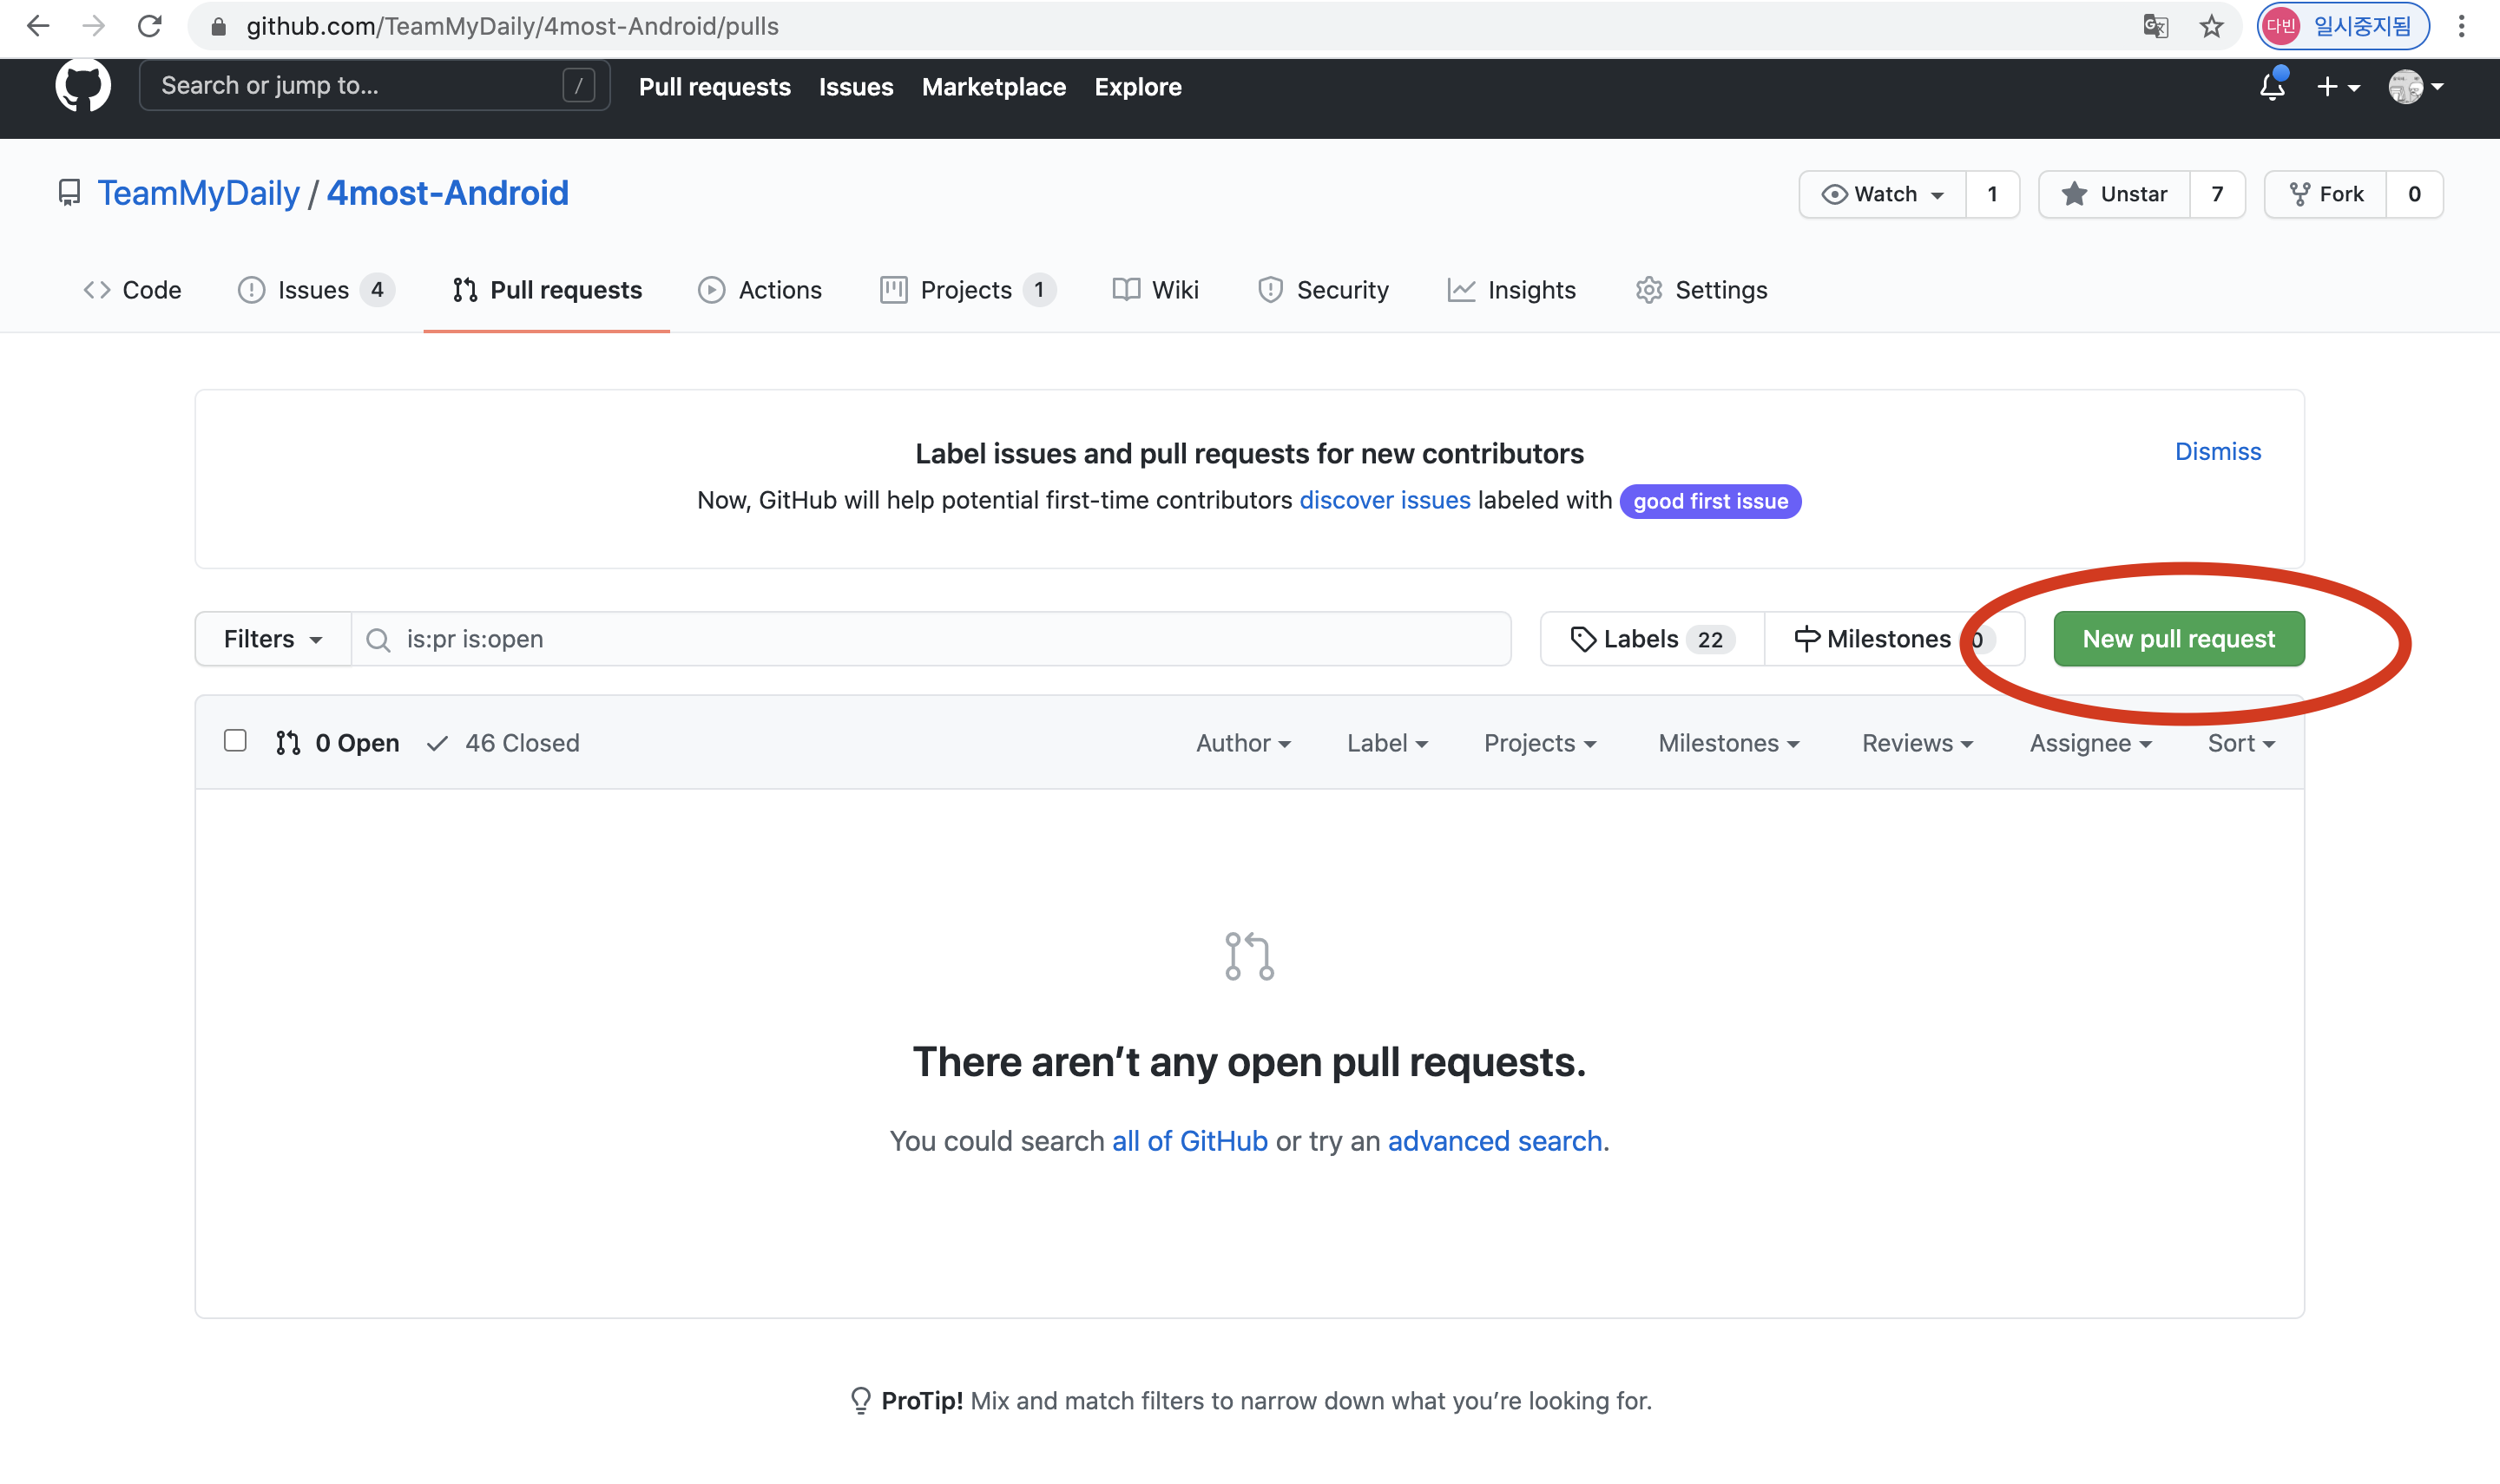 github.com/TeamMyDaily/4most-Android/pulls 다빈 일시중지됨
Search or jump to... / Pull requests Issues Marketplace Explore
TeamMyDaily / 4most-Android Watch 1 Unstar 7 Fork 0
Code Issues 4 Pull requests Actions Projects 1 Wiki Security Insights Settings
Label issues and pull requests for new contributors Dismiss
Now, GitHub will help potential first-time contributors discover issues labeled with good first issue
Filters is:pr is:open Labels 22 Milestones 0 New pull request
0 Open 46 Closed Author Label Projects Milestones Reviews Assignee Sort
There aren’t any open pull requests.
You could search all of GitHub or try an advanced search.
ProTip! Mix and match filters to narrow down what you’re looking for.